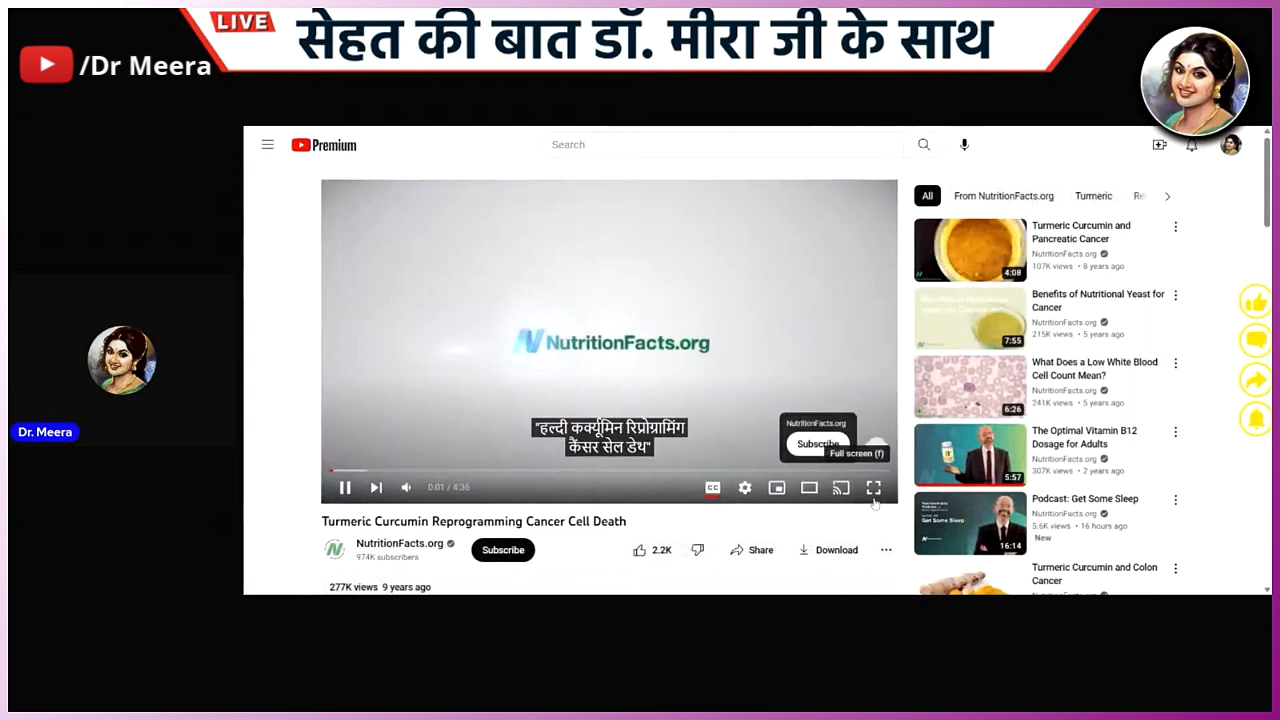 LIVE
सेहत की बात डॉ. मीरा जी के साथ
/Dr Meera
Premium
Search
NutritionFacts.org
"हल्दी कर्क्यूमिन रिप्रोग्रामिंग
कैंसर सेल डेथ"
NutritionFacts.org
Subscribe
Full screen (f)
0:01 / 4:36
CC
Turmeric Curcumin Reprogramming Cancer Cell Death
NutritionFacts.org
974K subscribers
Subscribe
2.2K
Share
Download
277K views 9 years ago
All
From NutritionFacts.org
Turmeric
Re
4:08
Turmeric Curcumin and
Pancreatic Cancer
NutritionFacts.org
107K views • 8 years ago
7:55
Benefits of Nutritional Yeast for
Cancer
NutritionFacts.org
215K views • 5 years ago
6:26
What Does a Low White Blood
Cell Count Mean?
NutritionFacts.org
241K views • 5 years ago
5:57
The Optimal Vitamin B12
Dosage for Adults
NutritionFacts.org
307K views • 2 years ago
Get Some Sleep
16:14
Podcast: Get Some Sleep
NutritionFacts.org
5.6K views • 16 hours ago
New
Turmeric Curcumin and Colon
Cancer
Dr. Meera